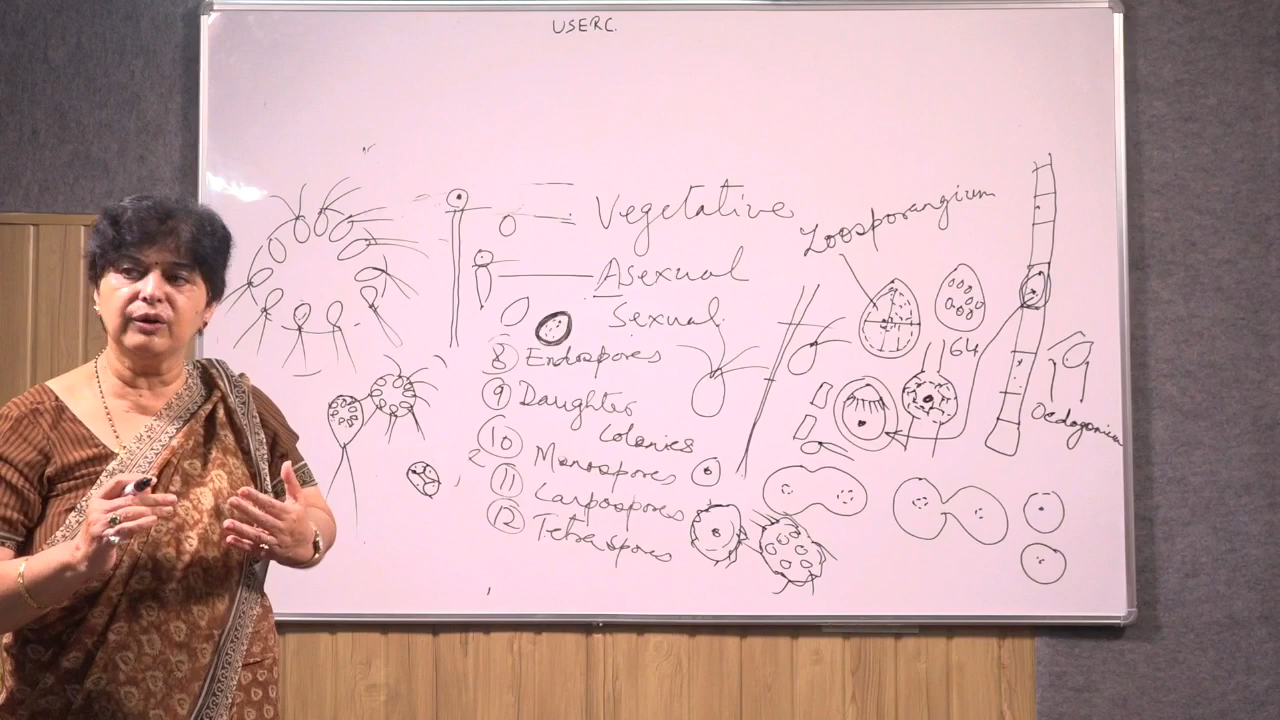 USERC.
Vegetative
Zoosporangium
Asexual
Sexual
64
8 Endospores
9 Daughter
Colonies
Oedogonium
10 Monospores
11 Carpospores
12 Tetraspores